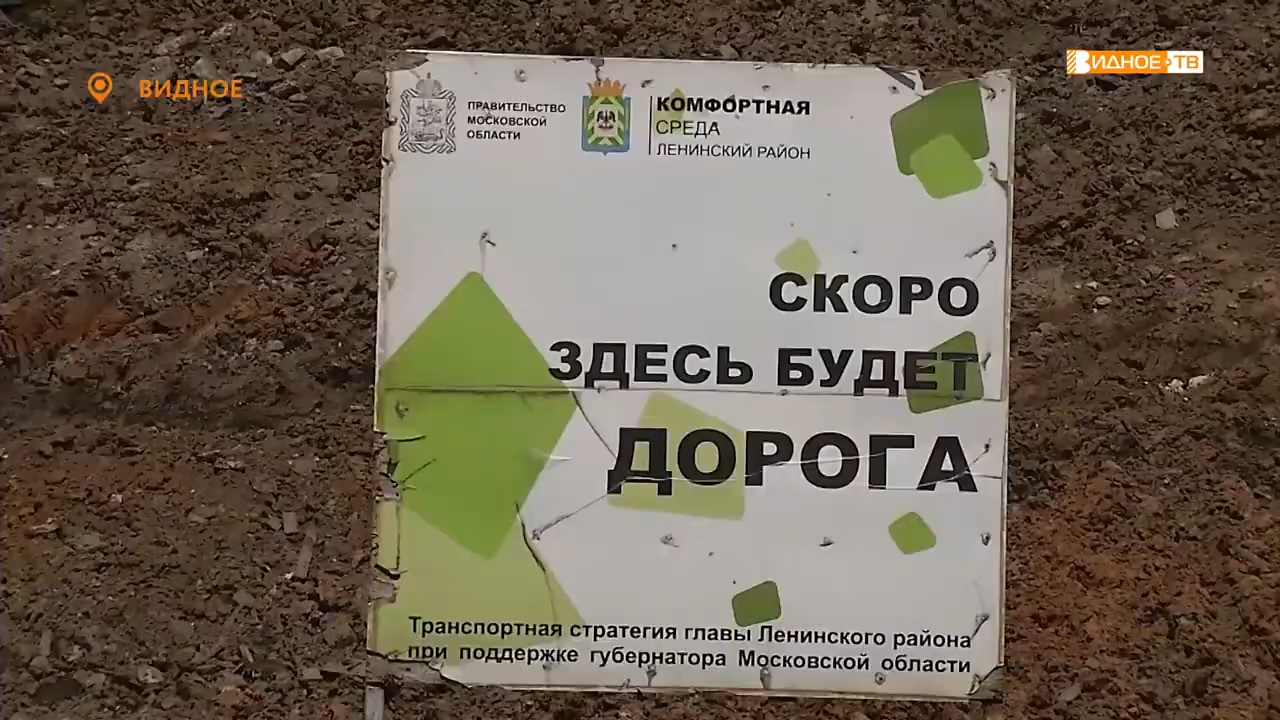 ВИДНОЕ
ВИДНОЕ ТВ
ПРАВИТЕЛЬСТВО
МОСКОВСКОЙ
ОБЛАСТИ
КОМФОРТНАЯ
СРЕДА
ЛЕНИНСКИЙ РАЙОН
СКОРО
ЗДЕСЬ БУДЕТ
ДОРОГА
Транспортная стратегия главы Ленинского района
при поддержке губернатора Московской области